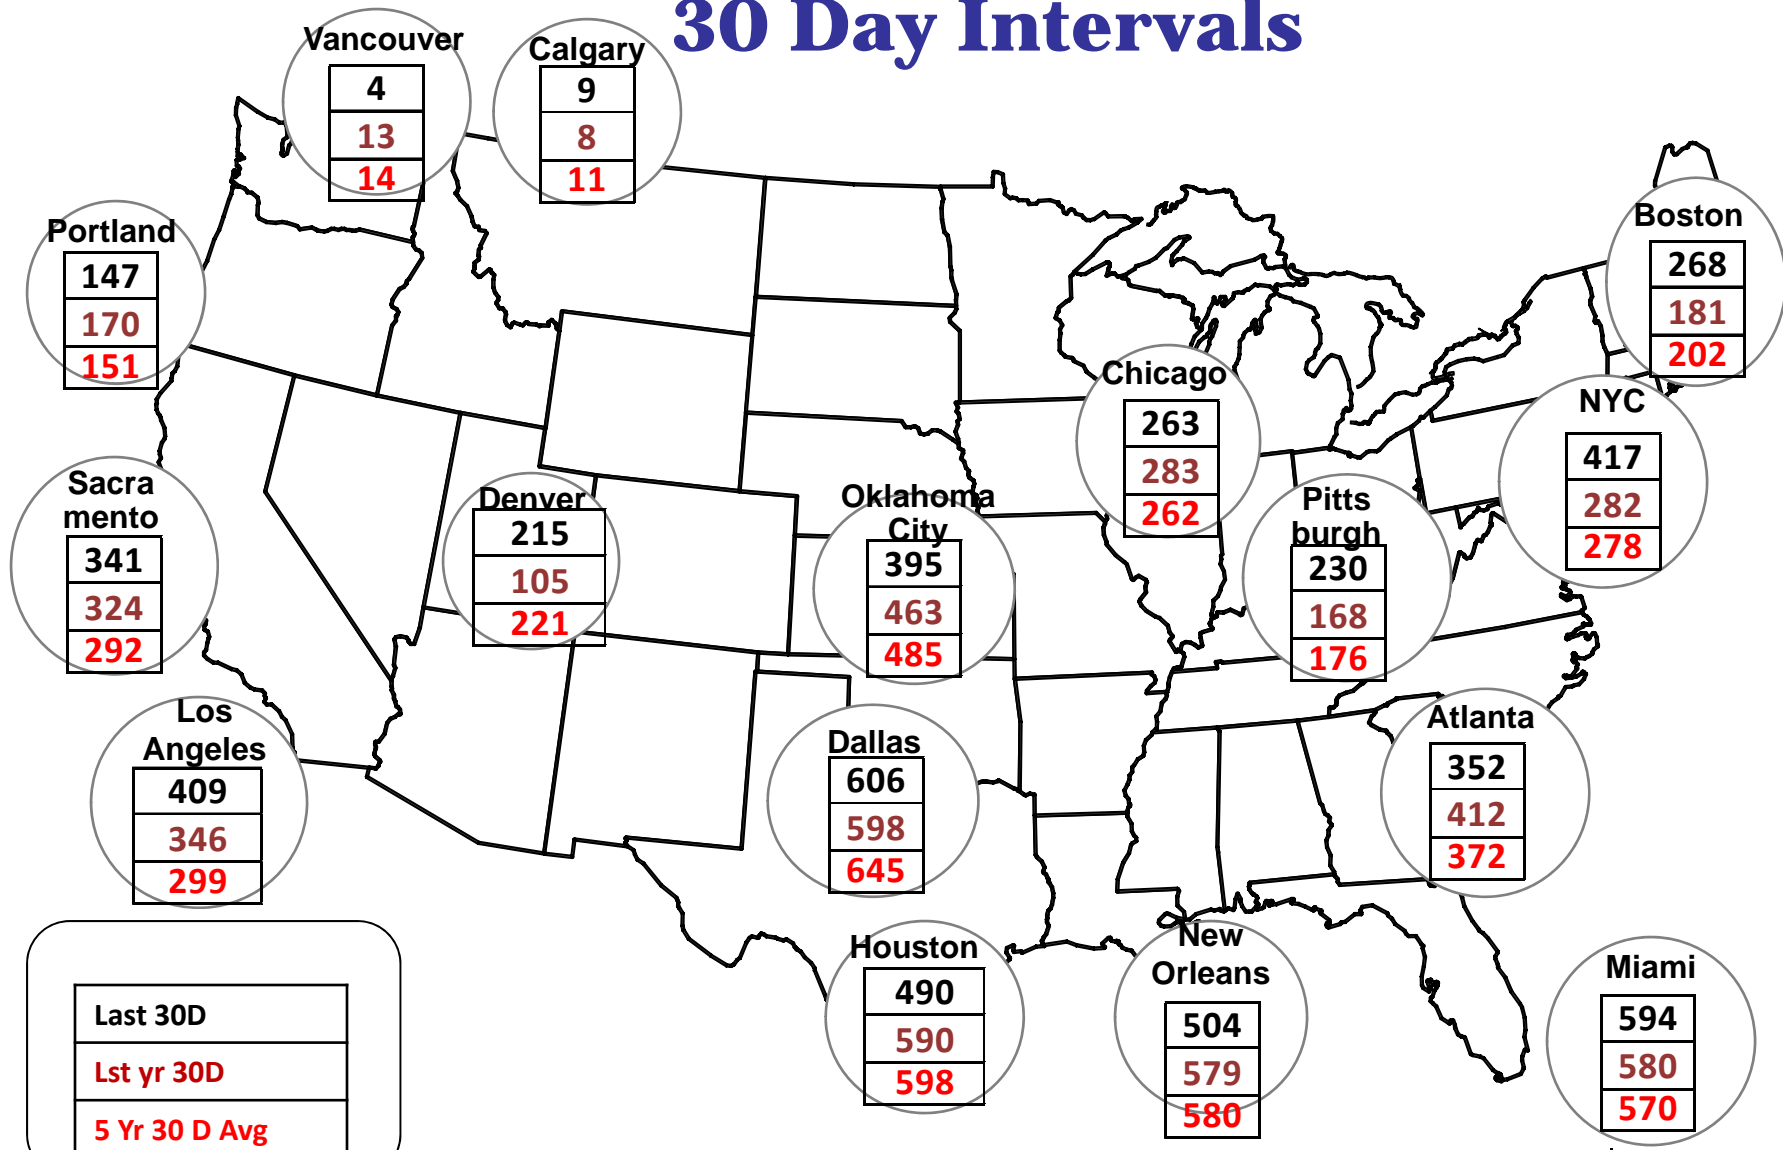 30 Day Intervals
Vancouver
4
13
14
Calgary
9
8
11
Portland
147
170
151
Boston
268
181
202
Chicago
263
283
262
NYC
417
282
278
Sacra
mento
341
324
292
Denver
215
105
221
Oklahoma
City
395
463
485
Pitts
burgh
230
168
176
Los
Angeles
409
346
299
Dallas
606
598
645
Atlanta
352
412
372
Houston
490
590
598
New
Orleans
504
579
580
Miami
594
580
570
Last 30D
Lst yr 30D
5 Yr 30 D Avg